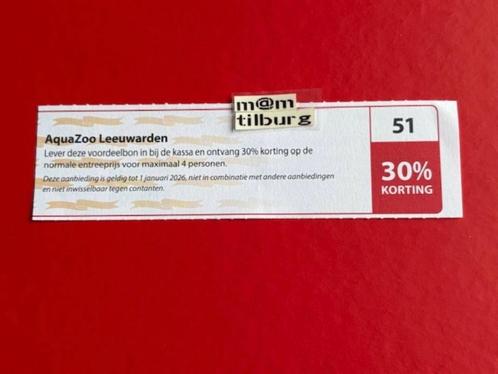 m@m
tilburg
AquaZoo Leeuwarden
Lever deze voordeelbon in bij de kassa en ontvang 30% korting op de
normale entreeprijs voor maximaal 4 personen.
Deze aanbieding is geldig tot 1 januari 2026, niet in combinatie met andere aanbiedingen
en niet inwisselbaar tegen contanten.
51
30%
KORTING